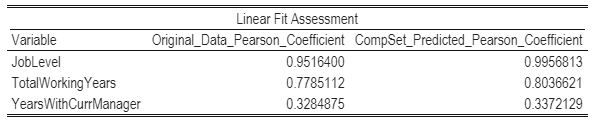 Linear Fit Assessment
Variable Original_Data_Pearson_Coefficient CompSet_Predicted_Pearson_Coefficient
JobLevel 0.9516400 0.9956813
TotalWorkingYears 0.7785112 0.8036621
YearsWithCurrManager 0.3284875 0.3372129